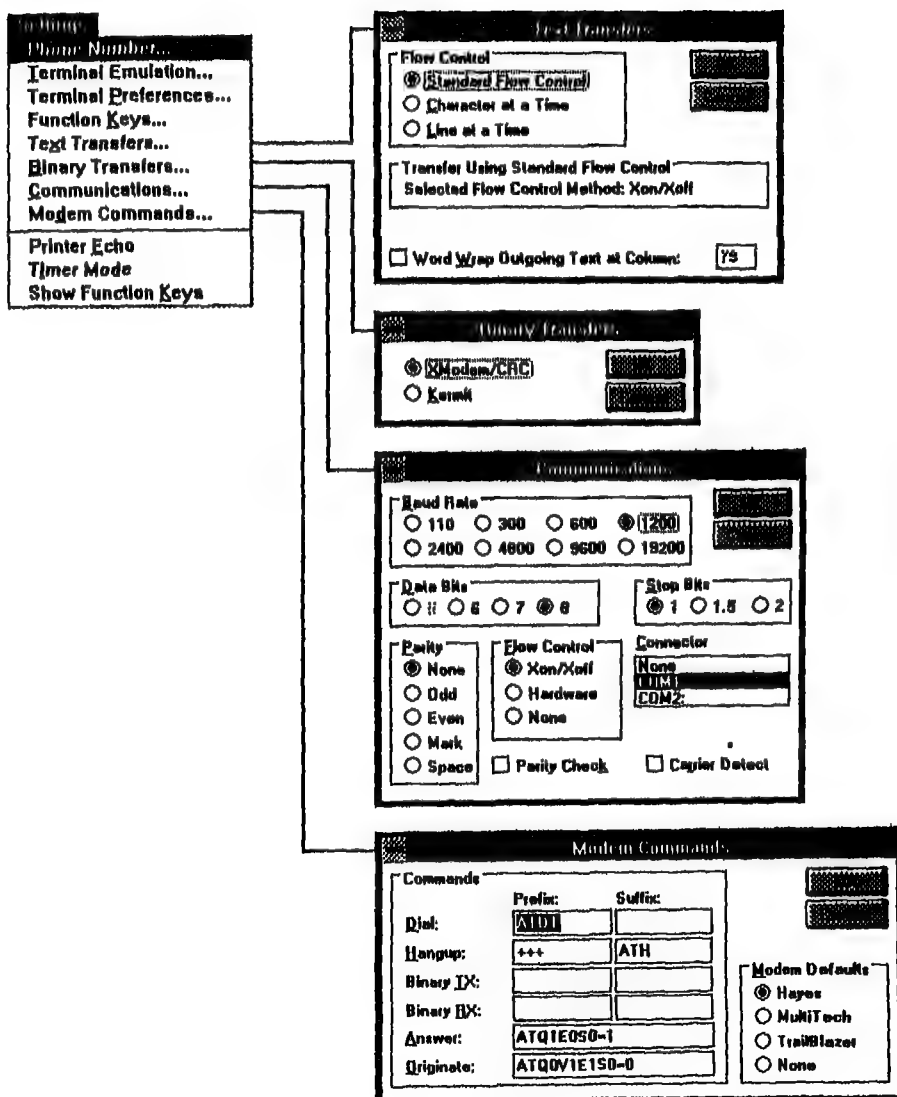 Settings
Phone Number...
Terminal Emulation...
Terminal Preferences...
Function Keys...
Text Transfers...
Binary Transfers...
Communications...
Modem Commands...
Printer Echo
Timer Mode
Show Function Keys
Text Transfers
Flow Control
Standard Flow Control
Character at a Time
Line at a Time
Transfer Using Standard Flow Control
Selected Flow Control Method: Xon/Xoff
Word Wrap Outgoing Text at Column:
Binary Transfers
XModem/CRC
Kermit
Communications
Baud Rate
110 300 600 1200
2400 4800 9600 19200
Data Bits
6 7 8
Stop Bits
1 1.5 2
Parity
None
Odd
Even
Mark
Space
Flow Control
Xon/Xoff
Hardware
None
Connector
None
COM1:
COM2:
Parity Check
Carrier Detect
Modem Commands
Commands
Prefix: Suffix:
Dial: ATDT
Hangup: +++ ATH
Binary TX:
Binary RX:
Answer: ATQ1E0S0=1
Originate: ATQ0V1E1S0=0
Modem Defaults
Hayes
MultiTech
TrailBlazer
None